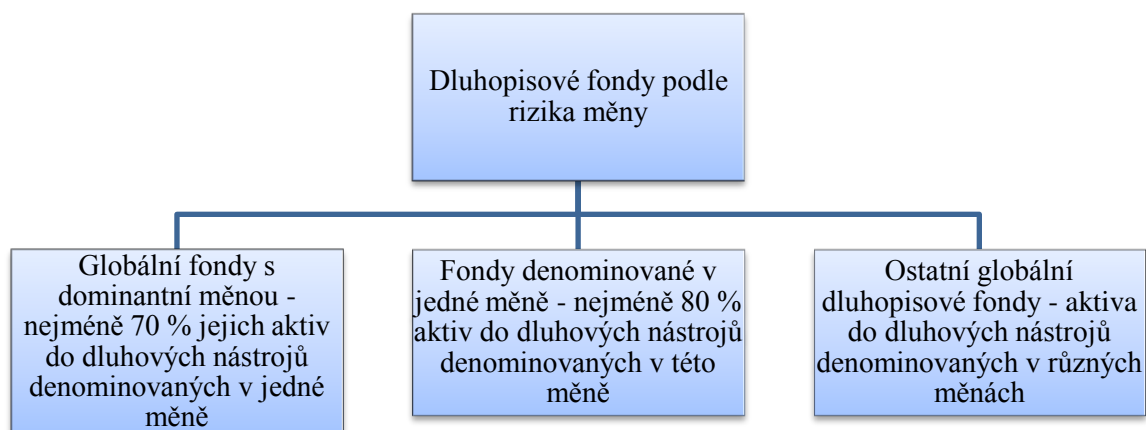 Dluhopisové fondy podle
rizika měny
Globální fondy s
dominantní měnou -
nejméně 70 % jejich aktiv
do dluhových nástrojů
denominovaných v jedné
měně
Fondy denominované v
jedné měně - nejméně 80 %
aktiv do dluhových nástrojů
denominovaných v této
měně
Ostatní globální
dluhopisové fondy - aktiva
do dluhových nástrojů
denominovaných v různých
měnách